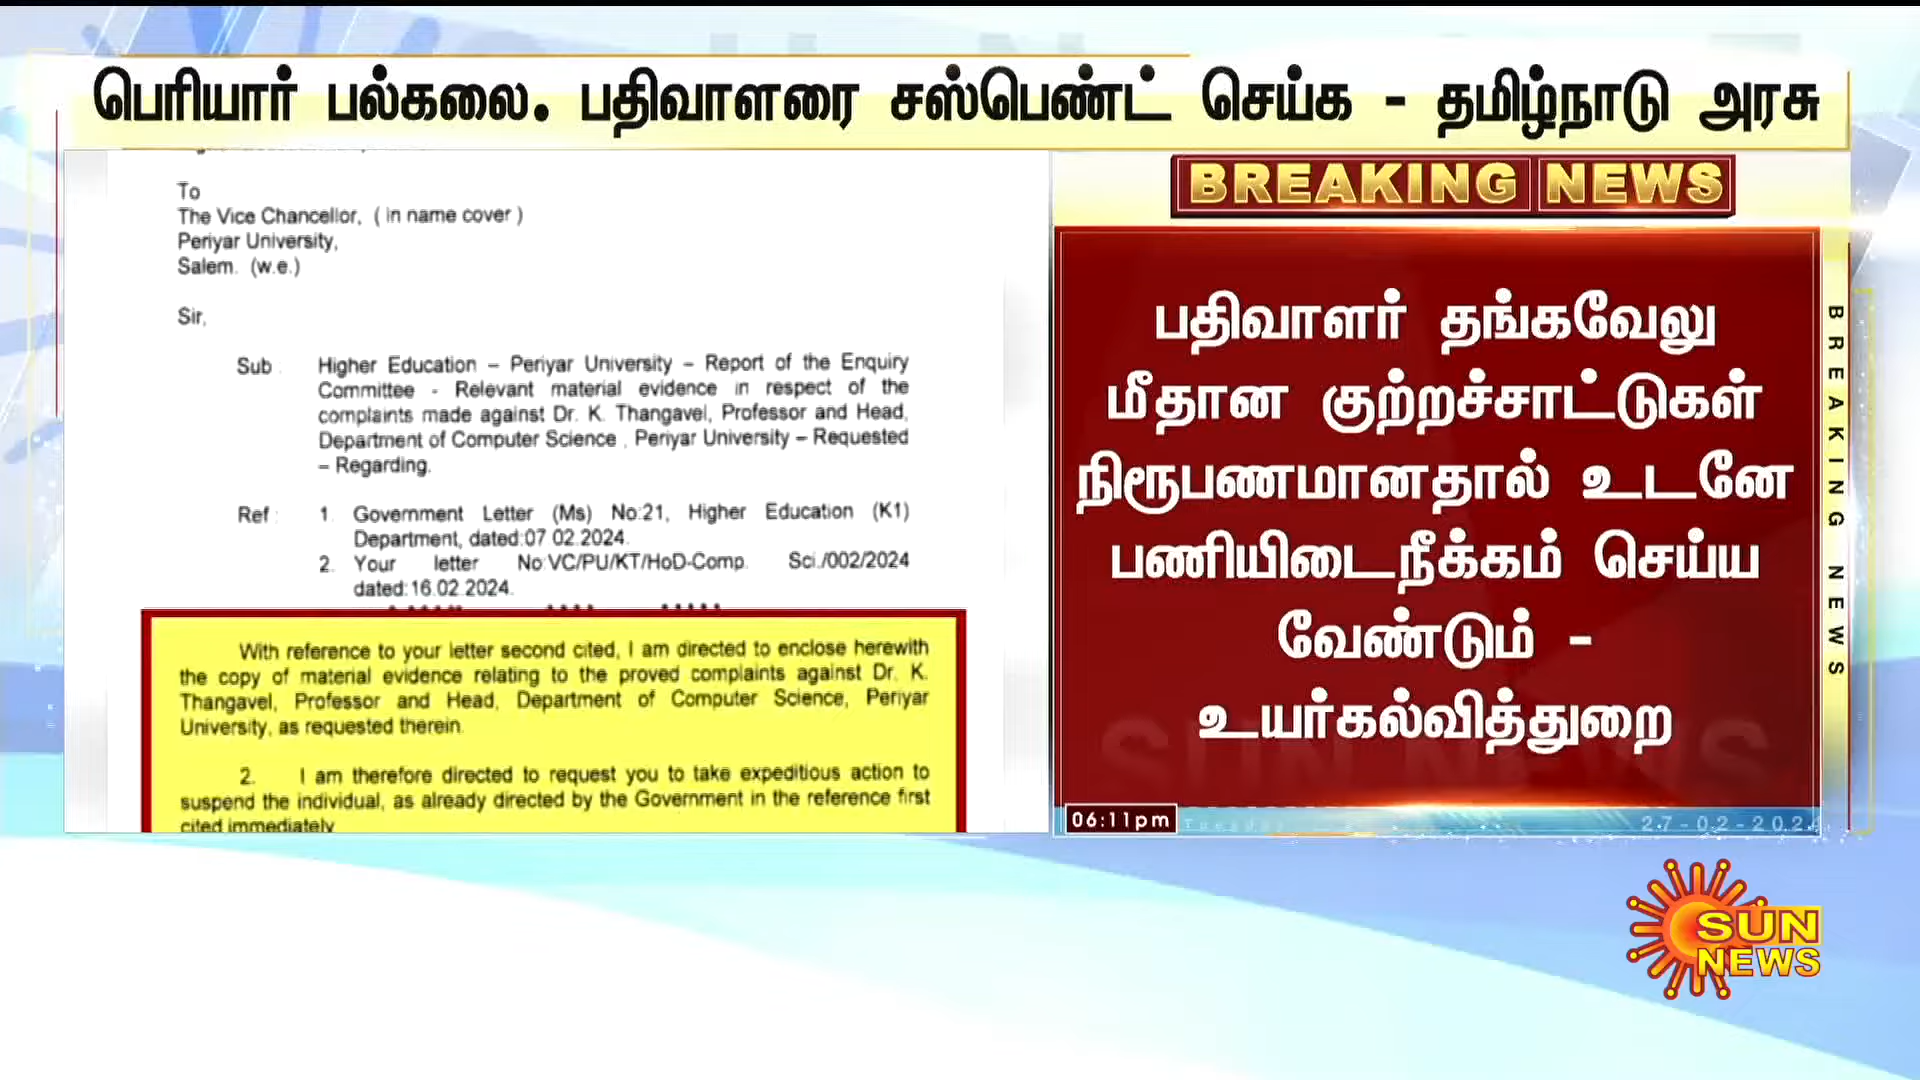 பெரியார் பல்கலை. பதிவாளரை சஸ்பெண்ட் செய்க - தமிழ்நாடு அரசு
To
The Vice Chancellor, ( in name cover )
Periyar University,
Salem. (w.e.)
Sir,
Sub : Higher Education – Periyar University – Report of the Enquiry
Committee - Relevant material evidence in respect of the
complaints made against Dr. K. Thangavel, Professor and Head,
Department of Computer Science , Periyar University – Requested
– Regarding.
Ref : 1. Government Letter (Ms) No:21, Higher Education (K1)
Department, dated:07.02.2024.
2. Your letter No:VC/PU/KT/HoD-Comp. Sci./002/2024
dated:16.02.2024.
With reference to your letter second cited, I am directed to enclose herewith
the copy of material evidence relating to the proved complaints against Dr. K.
Thangavel, Professor and Head, Department of Computer Science, Periyar
University, as requested therein.
2. I am therefore directed to request you to take expeditious action to
suspend the individual, as already directed by the Government in the reference first
cited immediately
BREAKING NEWS
பதிவாளர் தங்கவேலு
மீதான குற்றச்சாட்டுகள்
நிரூபணமானதால் உடனே
பணியிடைநீக்கம் செய்ய
வேண்டும் -
உயர்கல்வித்துறை
SUN NEWS
06:11pm Tuesday 27-02-2024
BREAKING NEWS
SUN
NEWS